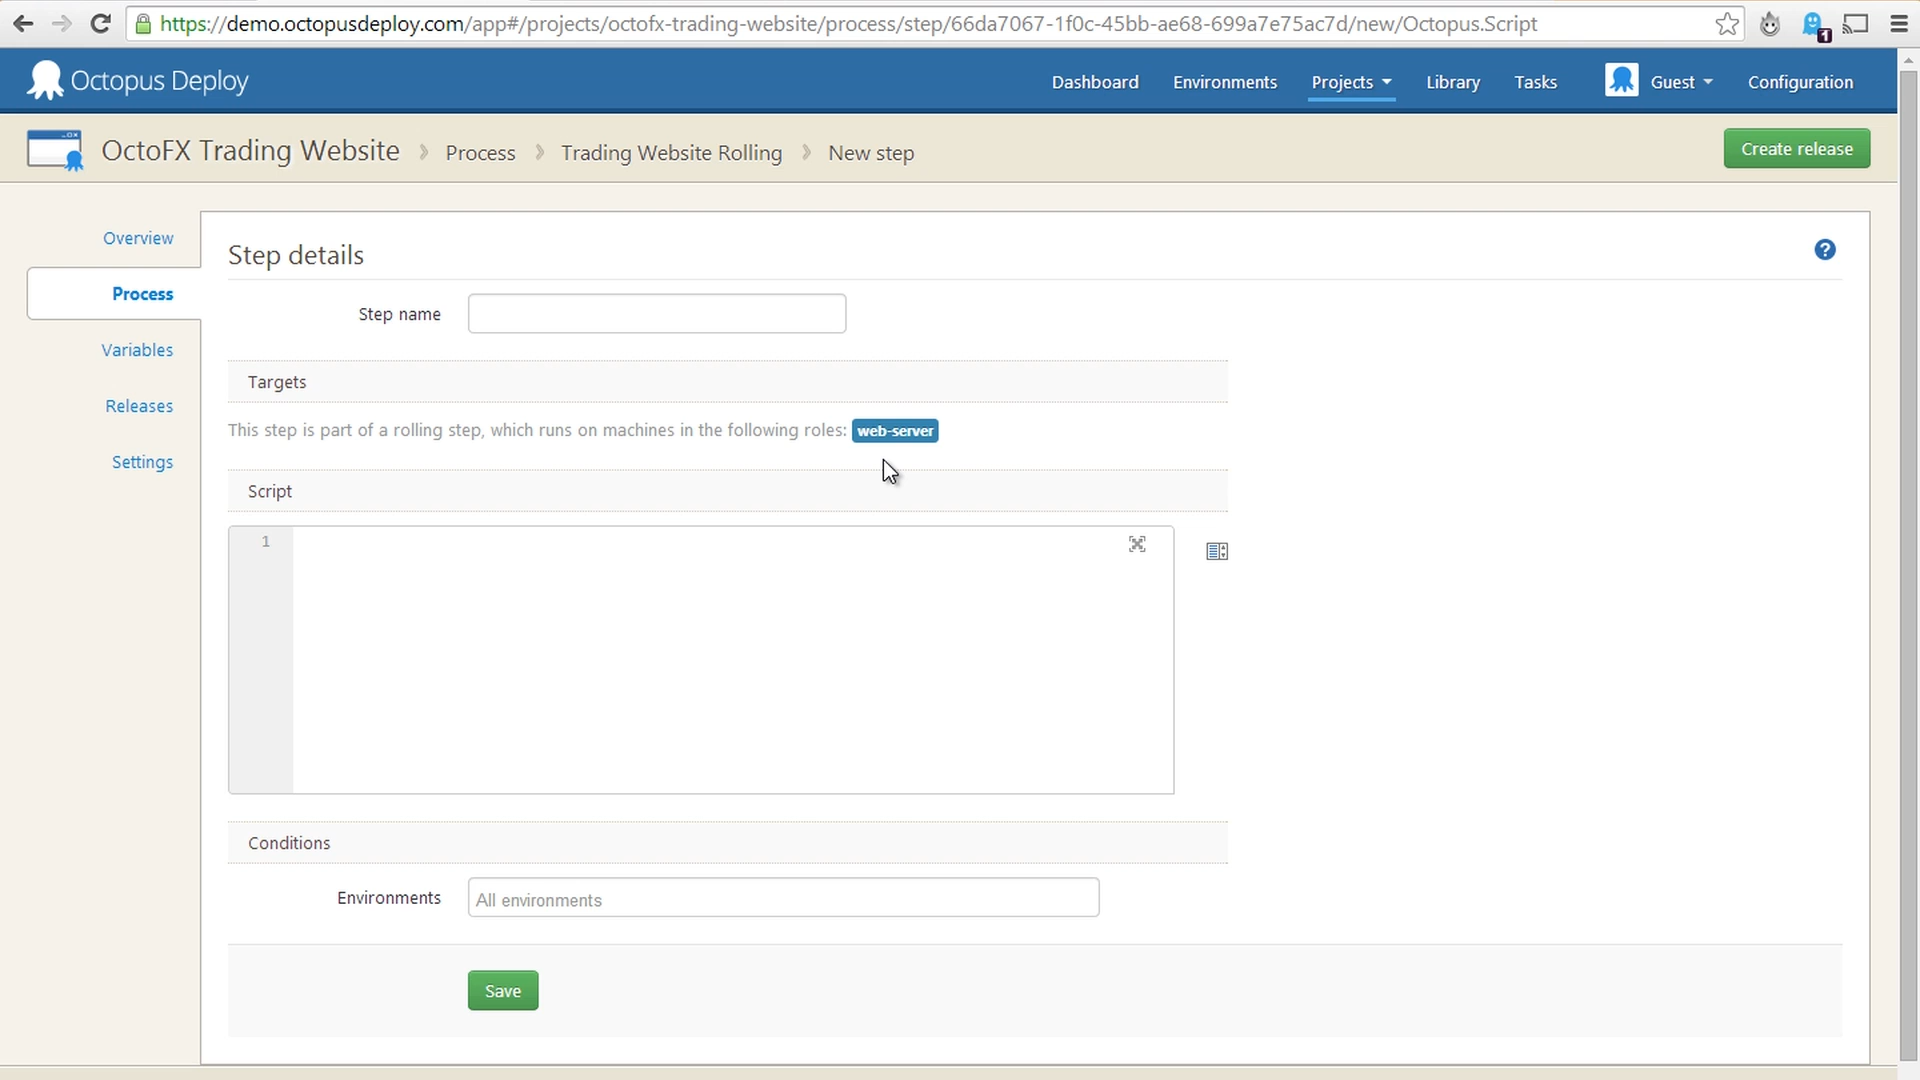 https://demo.octopusdeploy.com/app#/projects/octofx-trading-website/process/step/66da7067-1f0c-45bb-ae68-699a7e75ac7d/new/Octopus.Script
1
Octopus Deploy
Dashboard
Environments
Projects
Library
Tasks
Guest
Configuration
OctoFX Trading Website
Process
Trading Website Rolling
New step
Create release
Overview
Process
Variables
Releases
Settings
Step details
?
Step name
Targets
This step is part of a rolling step, which runs on machines in the following roles: web-server
Script
1
Conditions
Environments
All environments
Save